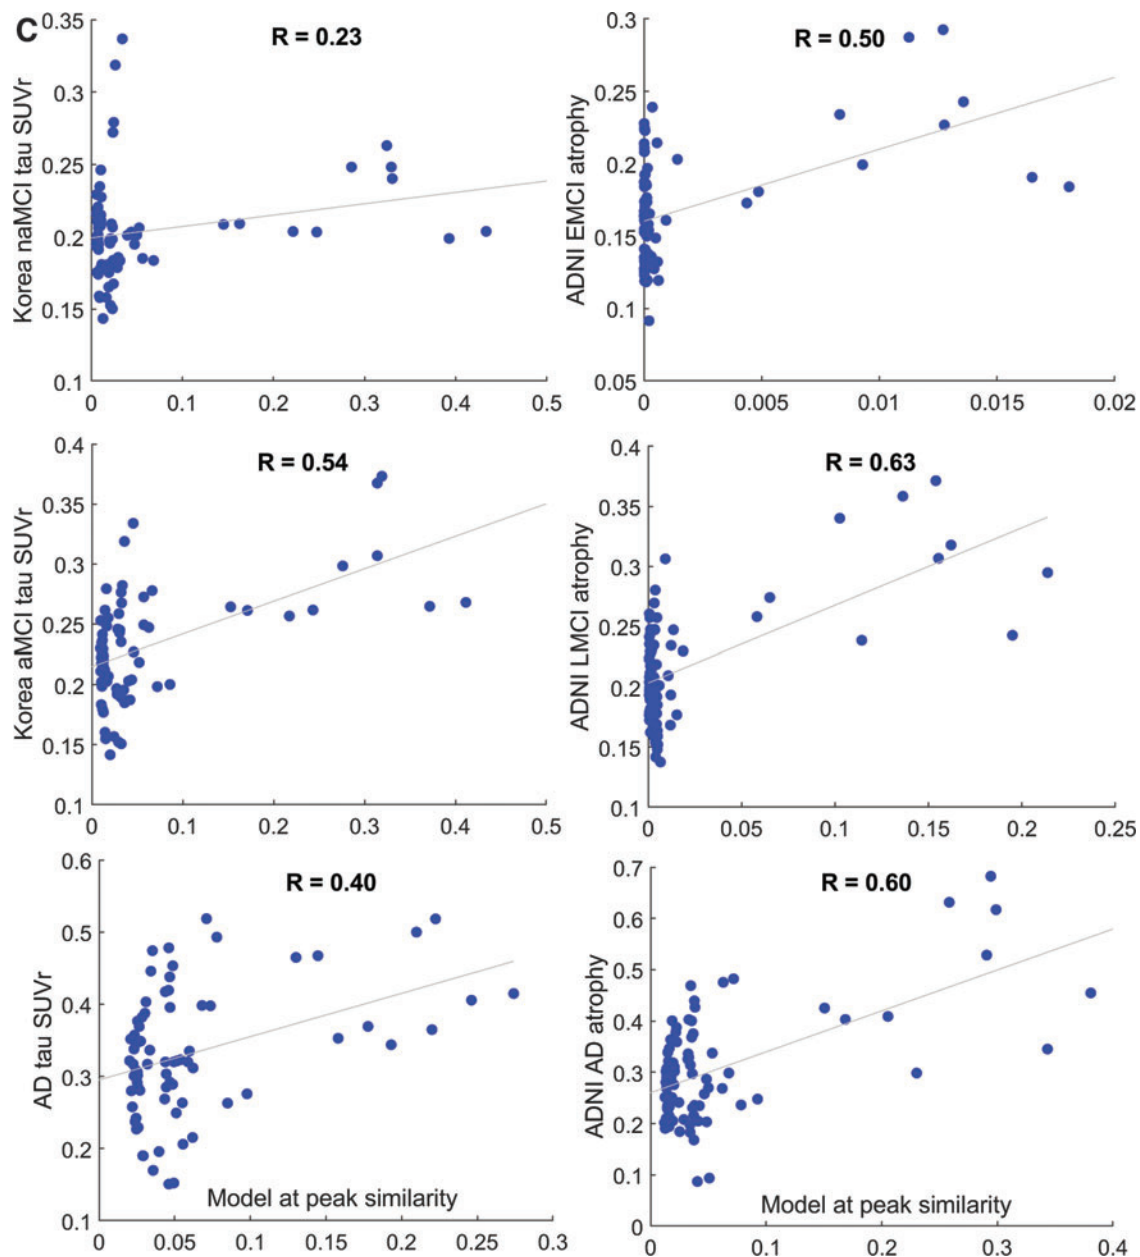 C
R = 0.23
Korea naMCI tau SUVr
0.35
0.3
0.25
0.2
0.15
0.1
0 0.1 0.2 0.3 0.4 0.5
R = 0.50
ADNI EMCI atrophy
0.3
0.25
0.2
0.15
0.1
0.05
0 0.005 0.01 0.015 0.02
R = 0.54
Korea aMCI tau SUVr
0.4
0.35
0.3
0.25
0.2
0.15
0.1
0 0.1 0.2 0.3 0.4 0.5
R = 0.63
ADNI LMCI atrophy
0.4
0.35
0.3
0.25
0.2
0.15
0.1
0 0.05 0.1 0.15 0.2 0.25
R = 0.40
AD tau SUVr
0.6
0.5
0.4
0.3
0.2
0.1
Model at peak similarity
0 0.05 0.1 0.15 0.2 0.25 0.3
R = 0.60
ADNI AD atrophy
0.7
0.6
0.5
0.4
0.3
0.2
0.1
0
Model at peak similarity
0 0.1 0.2 0.3 0.4